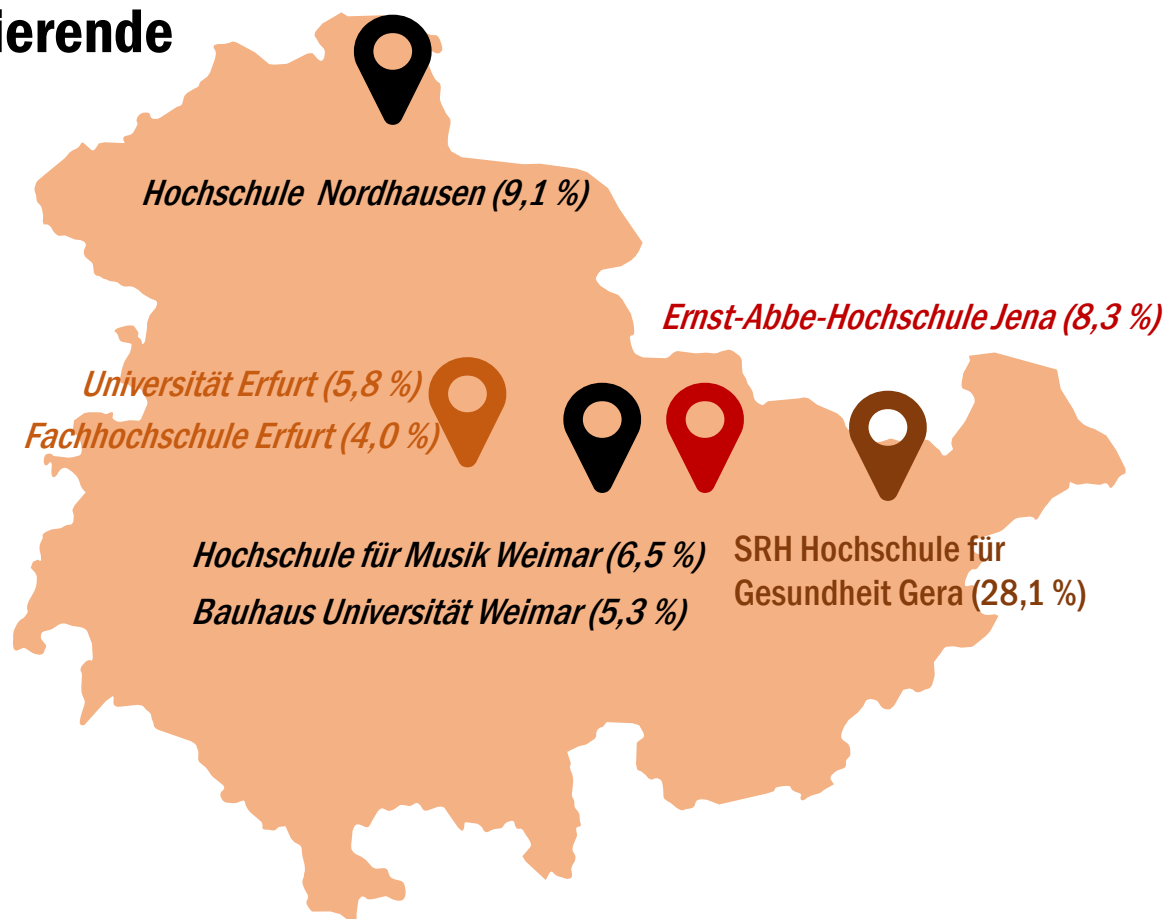 ierende
Hochschule Nordhausen (9,1 %)
Ernst-Abbe-Hochschule Jena (8,3 %)
Universität Erfurt (5,8 %)
Fachhochschule Erfurt (4,0 %)
Hochschule für Musik Weimar (6,5 %)
Bauhaus Universität Weimar (5,3 %)
SRH Hochschule für
Gesundheit Gera (28,1 %)